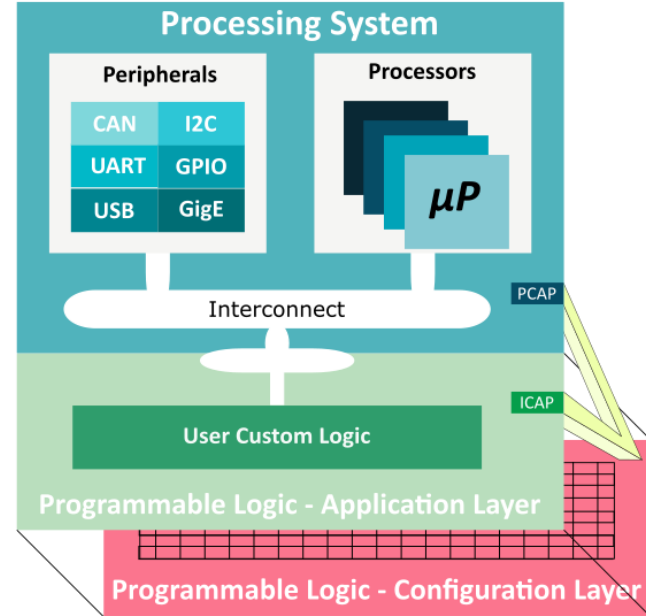 Processing System
Peripherals
Processors
CAN
I2C
UART
GPIO
USB
GigE
μP
Interconnect
PCAP
ICAP
User Custom Logic
Programmable Logic - Application Layer
Programmable Logic - Configuration Layer